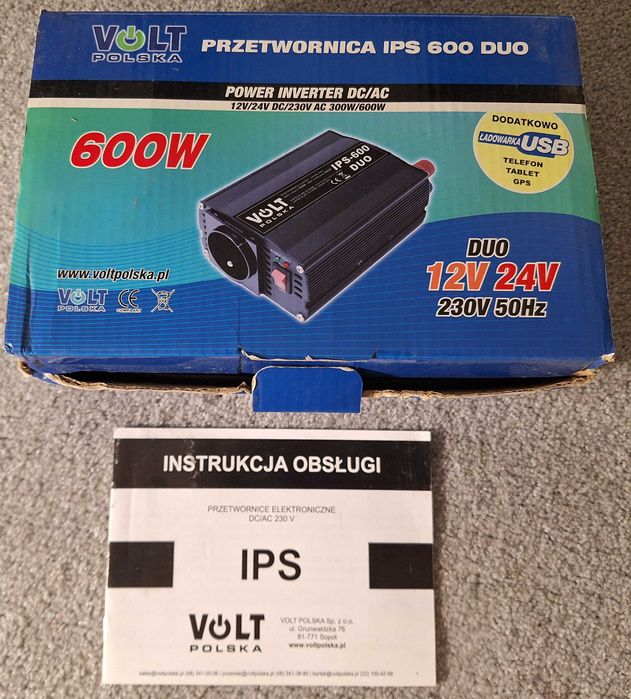 VOLT
POLSKA
PRZETWORNICA IPS 600 DUO
POWER INVERTER DC/AC
12V/24V DC/230V AC 300W/600W
600W
DODATKOWO
ŁADOWARKA USB
TELEFON
TABLET
GPS
IPS-600
DUO
VOLT
POLSKA
DUO
12V 24V
230V 50Hz
www.voltpolska.pl
VOLT
POLSKA
CE
COMPLIANT
INSTRUKCJA OBSŁUGI
PRZETWORNICE ELEKTRONICZNE
DC/AC 230 V
IPS
VOLT
POLSKA
VOLT POLSKA Sp. z o.o.
ul. Grunwaldzka 76
81-771 Sopot
www.voltpolska.pl